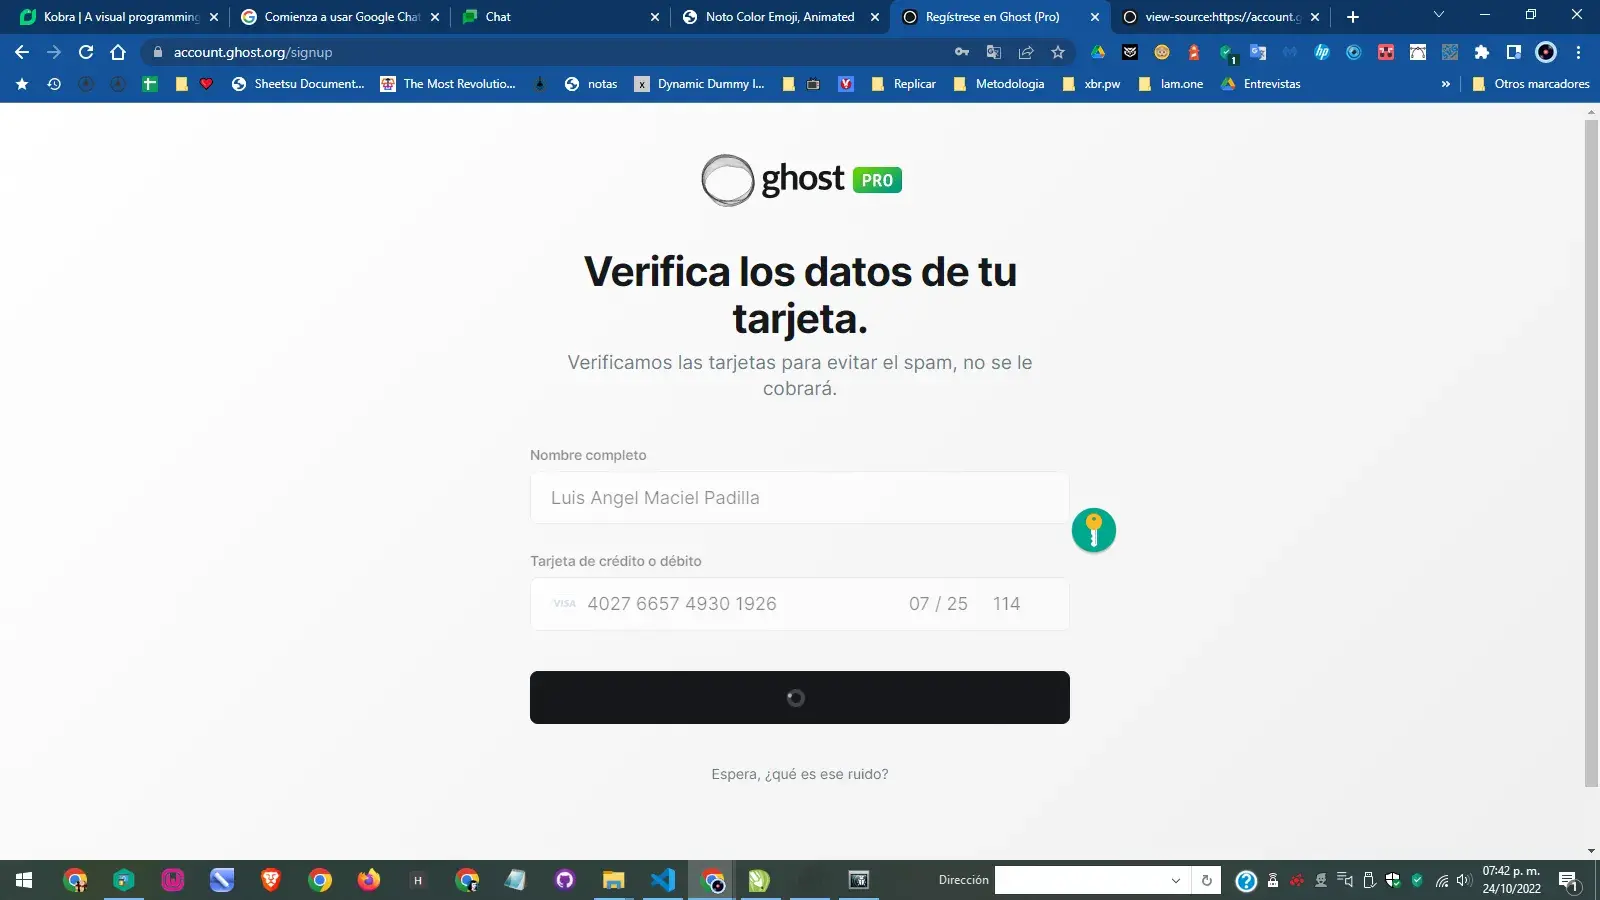 Kobra | A visual programming
Comienza a usar Google Chat
Chat
Noto Color Emoji, Animated
Regístrese en Ghost (Pro)
view-source:https://account.g
account.ghost.org/signup
1
Sheetsu Document...
The Most Revolutio...
notas
Dynamic Dummy I...
Replicar
Metodologia
xbr.pw
Iam.one
Entrevistas
»
Otros marcadores
ghost PRO
Verifica los datos de tu
tarjeta.
Verificamos las tarjetas para evitar el spam, no se le
cobrará.
Nombre completo
Luis Angel Maciel Padilla
Tarjeta de crédito o débito
VISA 4027 6657 4930 1926 07 / 25 114
Espera, ¿qué es ese ruido?
Dirección
07:42 p. m.
24/10/2022
1